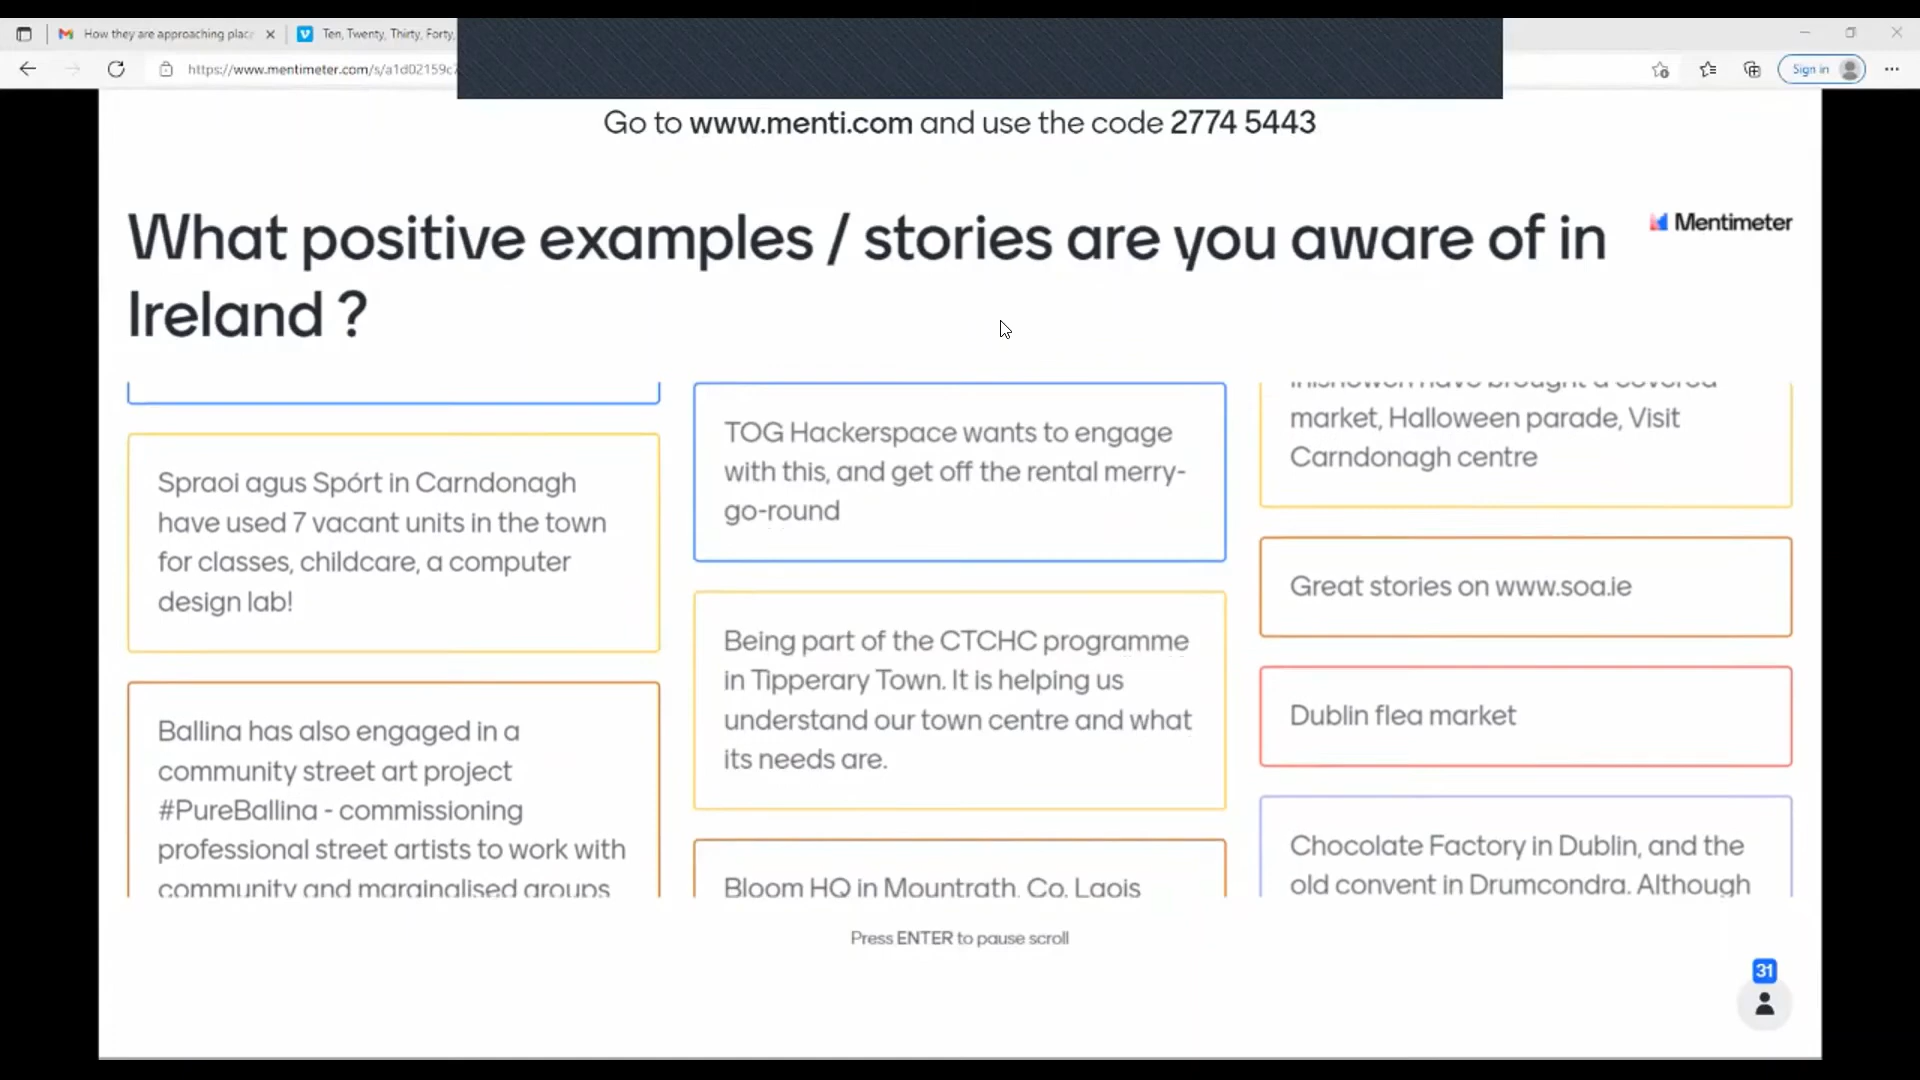 How they are approaching plac
Ten, Twenty, Thirty, Forty,
https://www.mentimeter.com/s/a1d02159c7
Sign in
Go to www.menti.com and use the code 2774 5443
What positive examples / stories are you aware of in
Ireland ?
Mentimeter
Spraoi agus Spórt in Carndonagh
have used 7 vacant units in the town
for classes, childcare, a computer
design lab!
Ballina has also engaged in a
community street art project
#PureBallina - commissioning
professional street artists to work with
community and marginalised groups
TOG Hackerspace wants to engage
with this, and get off the rental merry-
go-round
Being part of the CTCHC programme
in Tipperary Town. It is helping us
understand our town centre and what
its needs are.
Bloom HQ in Mountrath, Co, Laois
Inishowen have brought a covered
market, Halloween parade, Visit
Carndonagh centre
Great stories on www.soa.ie
Dublin flea market
Chocolate Factory in Dublin, and the
old convent in Drumcondra. Although
Press ENTER to pause scroll
31